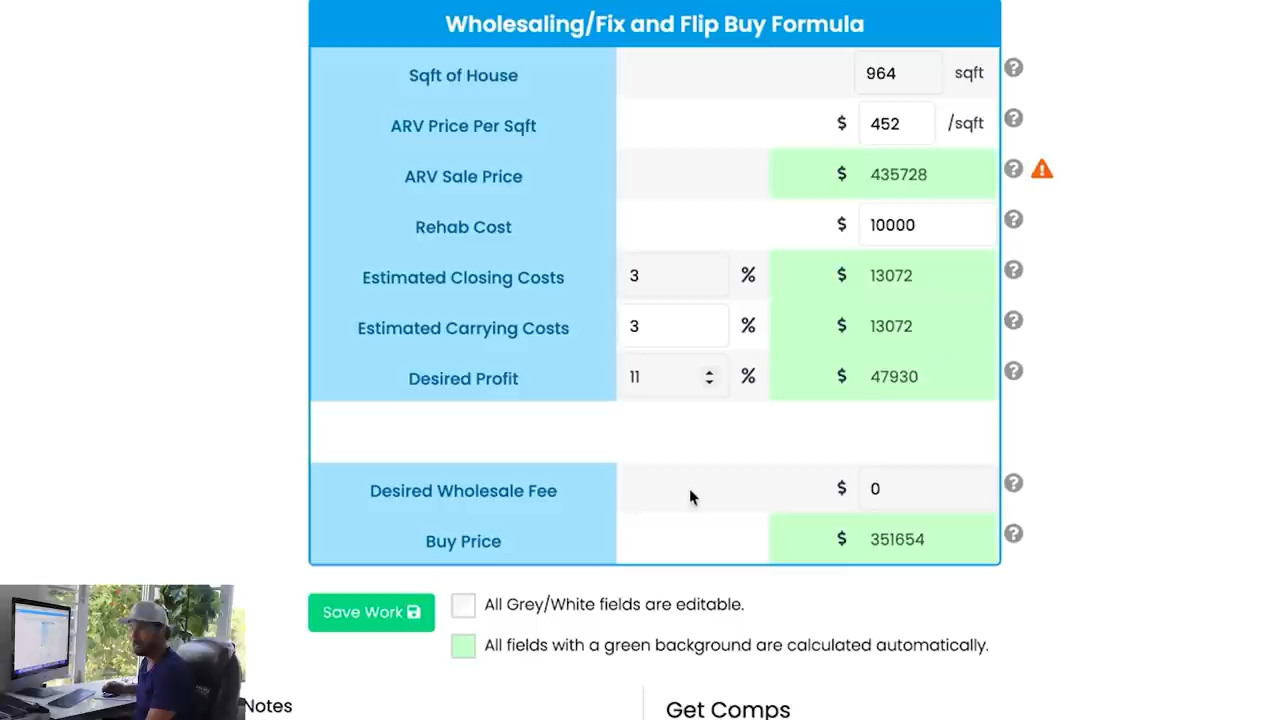 Wholesaling/Fix and Flip Buy Formula
Sqft of House 964 sqft
ARV Price Per Sqft $ 452 /sqft
ARV Sale Price $ 435728
Rehab Cost $ 10000
Estimated Closing Costs 3 % $ 13072
Estimated Carrying Costs 3 % $ 13072
Desired Profit 11 % $ 47930
Desired Wholesale Fee $ 0
Buy Price $ 351654
Save Work All Grey/White fields are editable.
All fields with a green background are calculated automatically.
Notes Get Comps